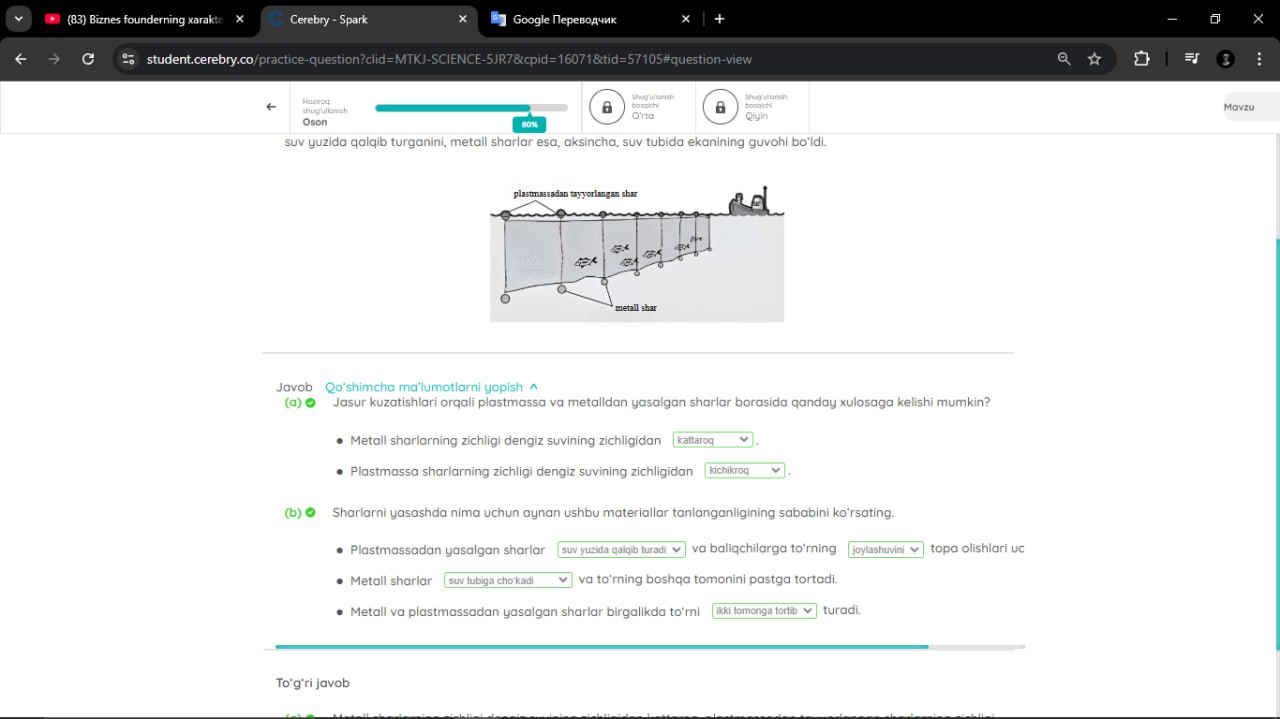 (83) Biznes founderning xarakte
Cerebry - Spark
Google Переводчик
student.cerebry.co/practice-question?clid=MTKJ-SCIENCE-5JR7&cpid=16071&tid=57105#question-view
Hoziroq
shug'ullanish
Oson
80%
Shug'ullanish
bosqichi
O'rta
Shug'ullanish
bosqichi
Qiyin
Mavzu
suv yuzida qalqib turganini, metall sharlar esa, aksincha, suv tubida ekanining guvohi bo'ldi.
plastmassadan tayyorlangan shar
metall shar
Javob Qo'shimcha ma'lumotlarni yopish ^
(a) Jasur kuzatishlari orqali plastmassa va metalldan yasalgan sharlar borasida qanday xulosaga kelishi mumkin?
• Metall sharlarning zichligi dengiz suvining zichligidan kattaroq .
• Plastmassa sharlarning zichligi dengiz suvining zichligidan kichikroq .
(b) Sharlarni yasashda nima uchun aynan ushbu materiallar tanlanganligining sababini ko'rsating.
• Plastmassadan yasalgan sharlar suv yuzida qalqib turadi va baliqchilarga to'rning joylashuvini topa olishlari uc
• Metall sharlar suv tubiga cho'kadi va to'rning boshqa tomonini pastga tortadi.
• Metall va plastmassadan yasalgan sharlar birgalikda to'rni ikki tomonga tortib turadi.
To'g'ri javob